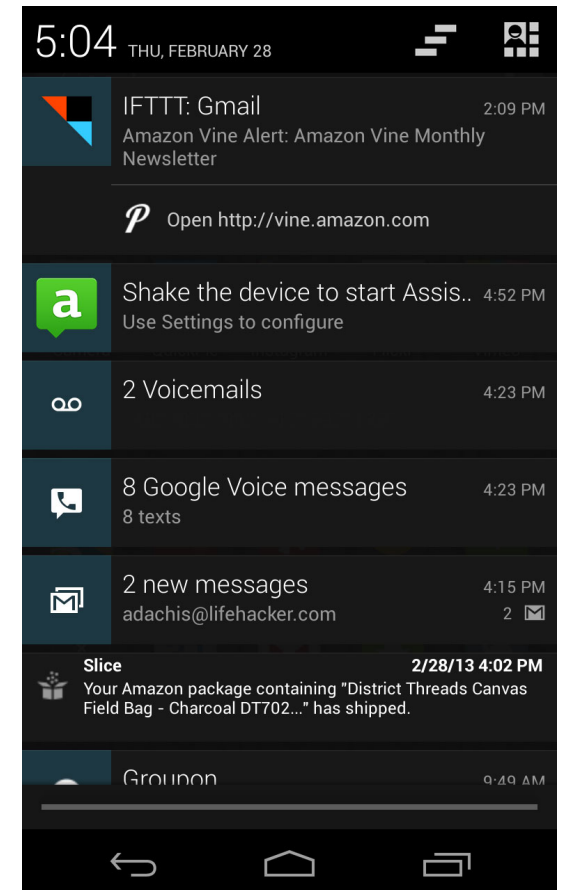 5:04 THU, FEBRUARY 28
IFTTT: Gmail 2:09 PM
Amazon Vine Alert: Amazon Vine Monthly
Newsletter
Open http://vine.amazon.com
a
Shake the device to start Assis.. 4:52 PM
Use Settings to configure
2 Voicemails 4:23 PM
8 Google Voice messages 4:23 PM
8 texts
2 new messages 4:15 PM
adachis@lifehacker.com 2
Slice 2/28/13 4:02 PM
Your Amazon package containing "District Threads Canvas
Field Bag - Charcoal DT702..." has shipped.
Groupon 9:49 AM